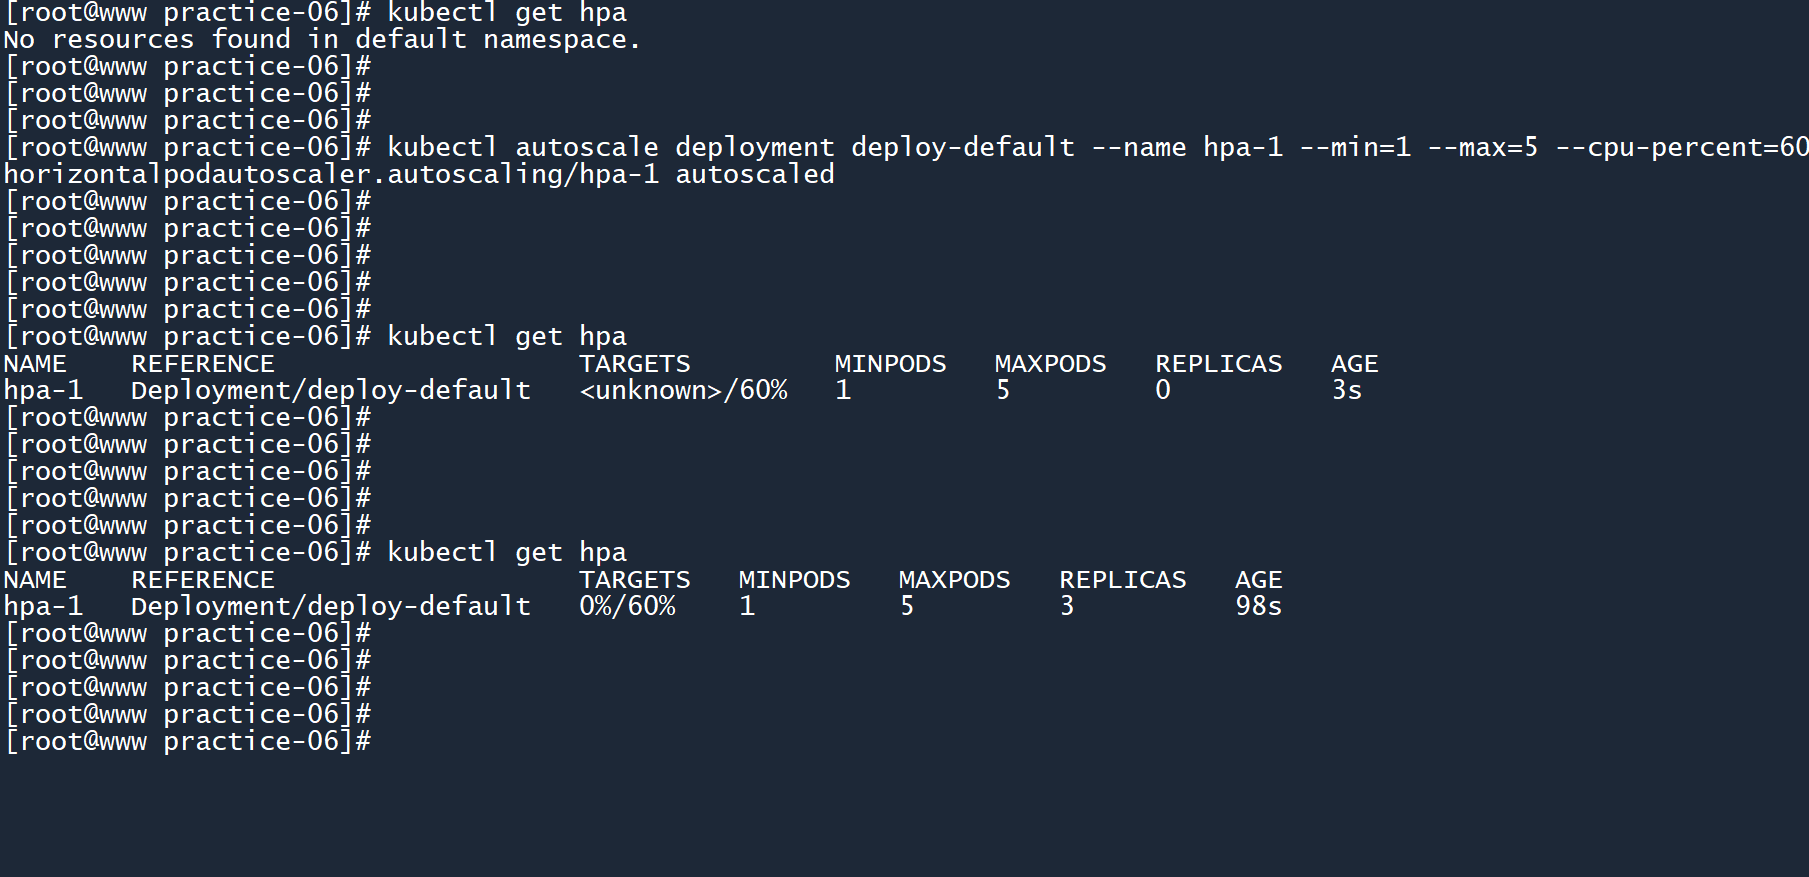 [root@www practice-06]# kubectl get hpa
No resources found in default namespace.
[root@www practice-06]#
[root@www practice-06]#
[root@www practice-06]#
[root@www practice-06]# kubectl autoscale deployment deploy-default --name hpa-1 --min=1 --max=5 --cpu-percent=60
horizontalpodautoscaler.autoscaling/hpa-1 autoscaled
[root@www practice-06]#
[root@www practice-06]#
[root@www practice-06]#
[root@www practice-06]#
[root@www practice-06]#
[root@www practice-06]# kubectl get hpa
NAME    REFERENCE                   TARGETS         MINPODS   MAXPODS   REPLICAS   AGE
hpa-1   Deployment/deploy-default   <unknown>/60%   1         5         0          3s
[root@www practice-06]#
[root@www practice-06]#
[root@www practice-06]#
[root@www practice-06]#
[root@www practice-06]#
[root@www practice-06]# kubectl get hpa
NAME    REFERENCE                   TARGETS   MINPODS   MAXPODS   REPLICAS   AGE
hpa-1   Deployment/deploy-default   0%/60%    1         5         3          98s
[root@www practice-06]#
[root@www practice-06]#
[root@www practice-06]#
[root@www practice-06]#
[root@www practice-06]#